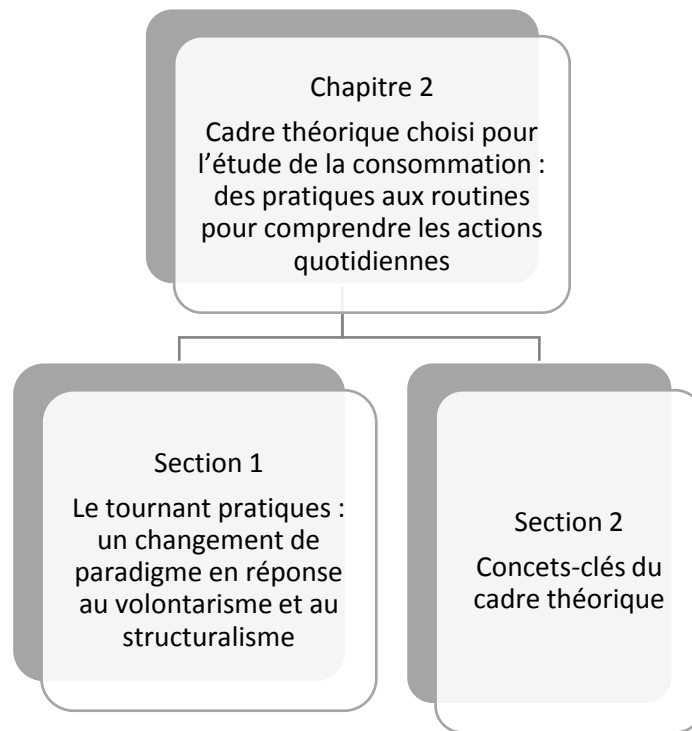 Chapitre 2
Cadre théorique choisi pour
l’étude de la consommation :
des pratiques aux routines
pour comprendre les actions
quotidiennes
Section 1
Le tournant pratiques :
un changement de
paradigme en réponse
au volontarisme et au
structuralisme
Section 2
Concets-clés du
cadre théorique